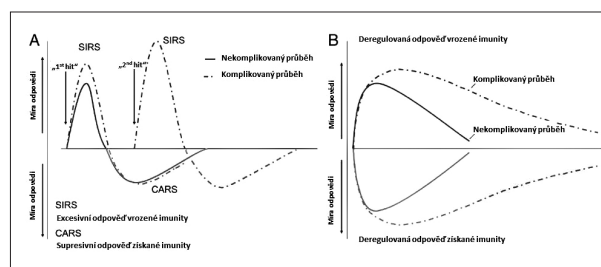 A
„1st hit“
SIRS
„2nd hit“
SIRS
Nekomplikovaný průběh
Komplikovaný průběh
Míra odpovědi
Míra odpovědi
CARS
SIRS
Excesivní odpověď vrozené imunity
CARS
Supresivní odpověď získané imunity
B
Deregulovaná odpověď vrozené imunity
Míra odpovědi
Komplikovaný průběh
Nekomplikovaný průběh
Míra odpovědi
Deregulovaná odpověď získané imunity